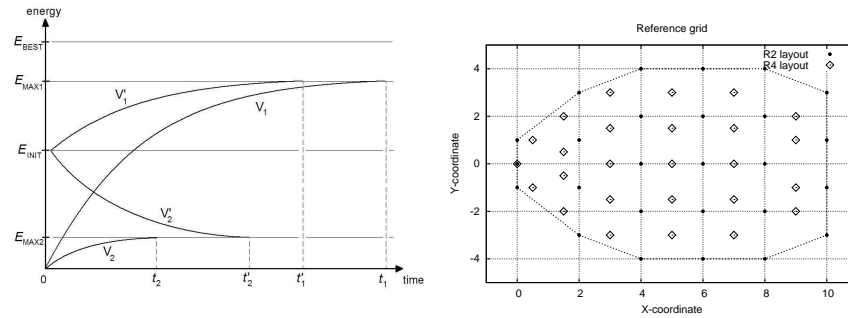 energy
E_BEST
E_MAX1
V'_1
V_1
E_INIT
V'_2
E_MAX2
V_2
0
t_2
t'_2
t'_1
t_1
time
Reference grid
R2 layout
R4 layout
4
2
0
-2
-4
Y-coordinate
0
2
4
6
8
10
X-coordinate